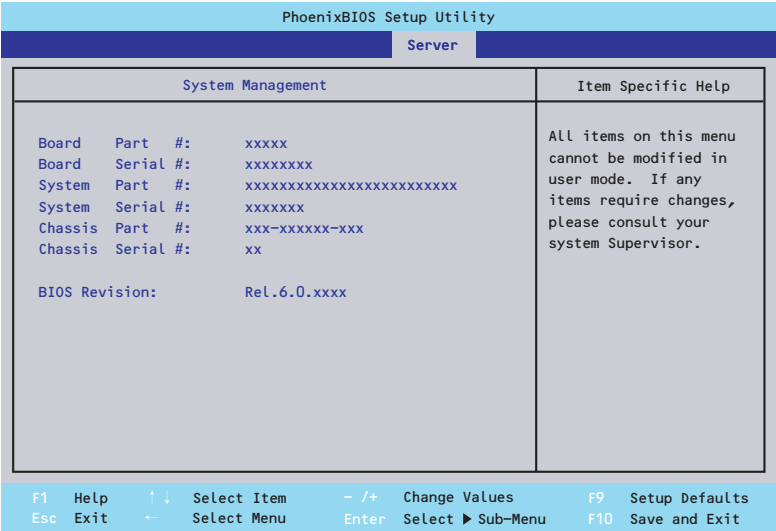 PhoenixBIOS Setup Utility
Server
System Management
Item Specific Help
Board Part #: xxxxx
Board Serial #: xxxxxxxx
System Part #: xxxxxxxxxxxxxxxxxxxxxxxxx
System Serial #: xxxxxxx
Chassis Part #: xxx-xxxxxx-xxx
Chassis Serial #: xx
BIOS Revision: Rel.6.0.xxxx
All items on this menu
cannot be modified in
user mode. If any
items require changes,
please consult your
system Supervisor.
F1 Help ↑ ↓ Select Item - /+ Change Values F9 Setup Defaults
Esc Exit ← Select Menu Enter Select ▶ Sub-Menu F10 Save and Exit